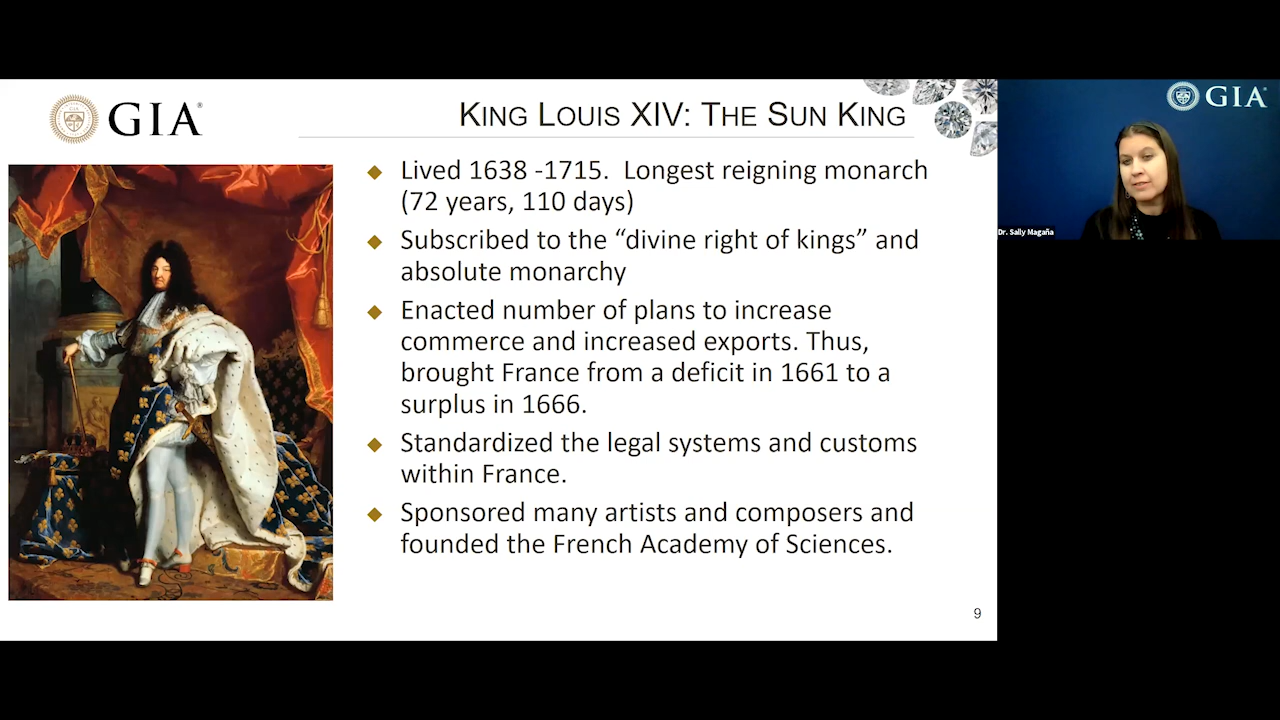 GIA®
KING LOUIS XIV: THE SUN KING
Lived 1638 -1715. Longest reigning monarch
(72 years, 110 days)
Subscribed to the “divine right of kings” and
absolute monarchy
Enacted number of plans to increase
commerce and increased exports. Thus,
brought France from a deficit in 1661 to a
surplus in 1666.
Standardized the legal systems and customs
within France.
Sponsored many artists and composers and
founded the French Academy of Sciences.
9
GIA
Dr. Sally Magaña